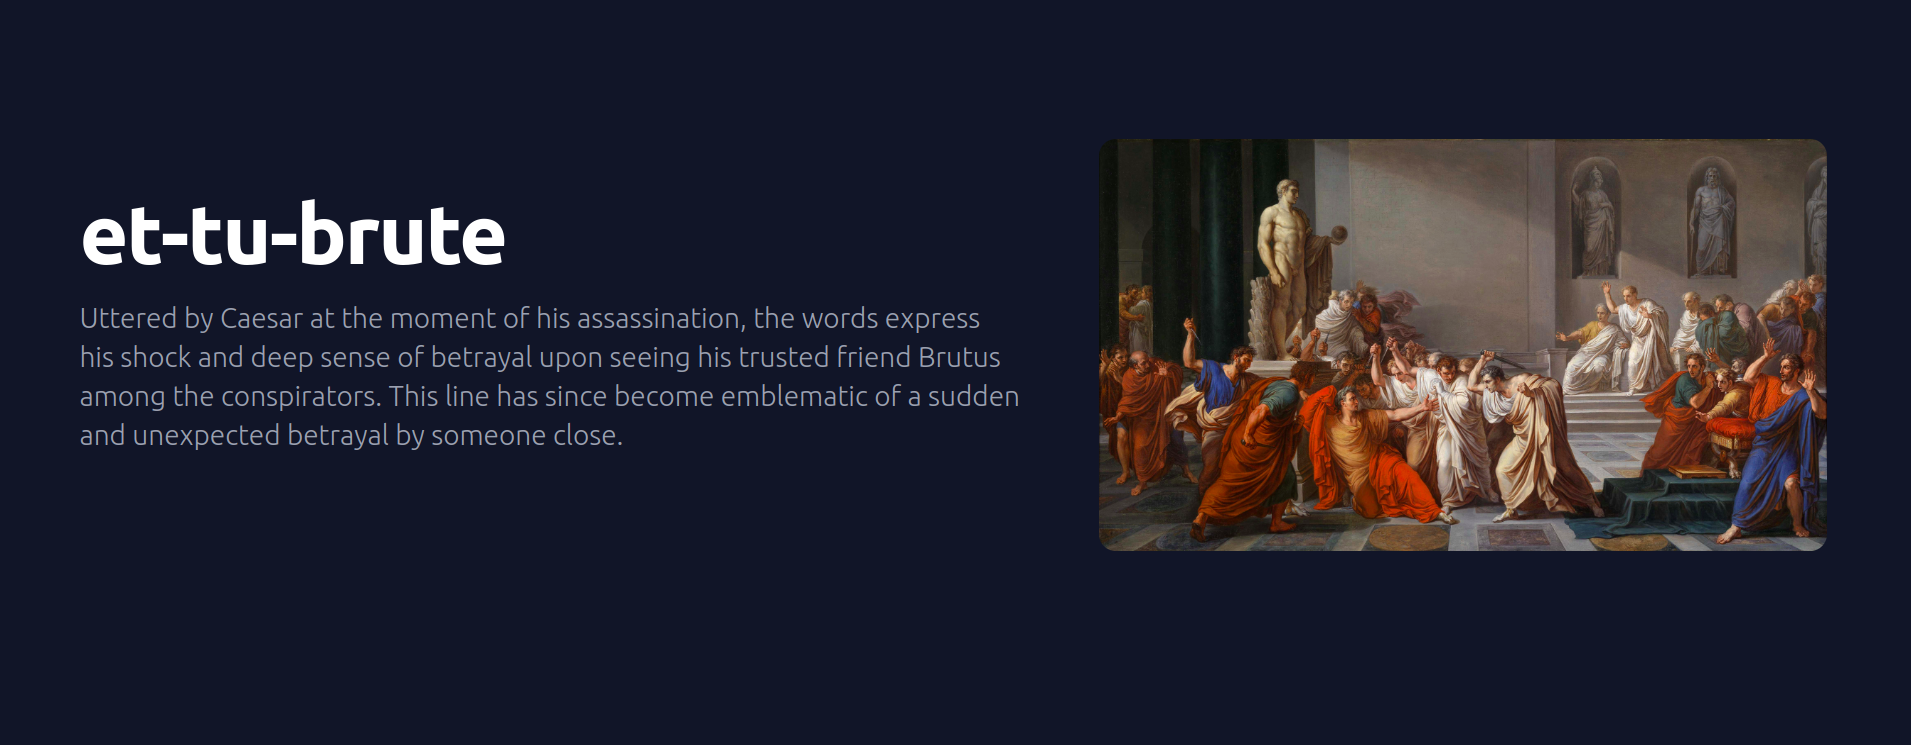 et-tu-brute
Uttered by Caesar at the moment of his assassination, the words express
his shock and deep sense of betrayal upon seeing his trusted friend Brutus
among the conspirators. This line has since become emblematic of a sudden
and unexpected betrayal by someone close.